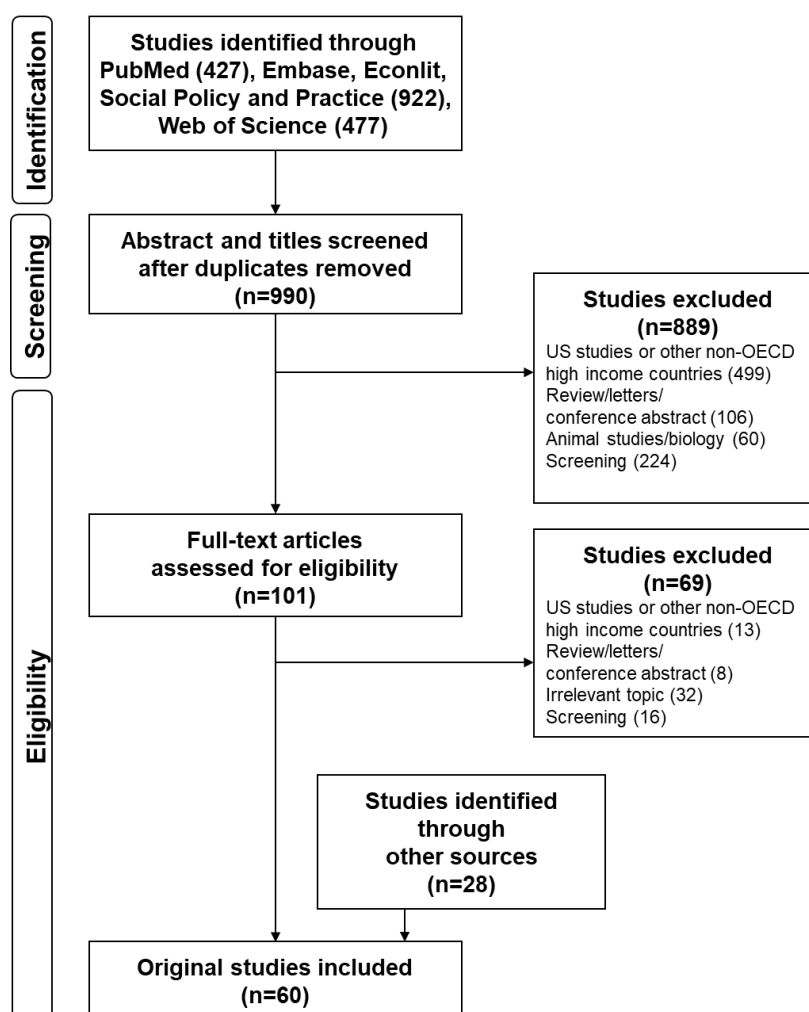 Identification
Studies identified through
PubMed (427), Embase, Econlit,
Social Policy and Practice (922),
Web of Science (477)
Screening
Abstract and titles screened
after duplicates removed
(n=990)
Studies excluded
(n=889)
US studies or other non-OECD
high income countries (499)
Review/letters/
conference abstract (106)
Animal studies/biology (60)
Screening (224)
Eligibility
Full-text articles
assessed for eligibility
(n=101)
Studies excluded
(n=69)
US studies or other non-OECD
high income countries (13)
Review/letters/
conference abstract (8)
Irrelevant topic (32)
Screening (16)
Studies identified
through
other sources
(n=28)
Original studies included
(n=60)